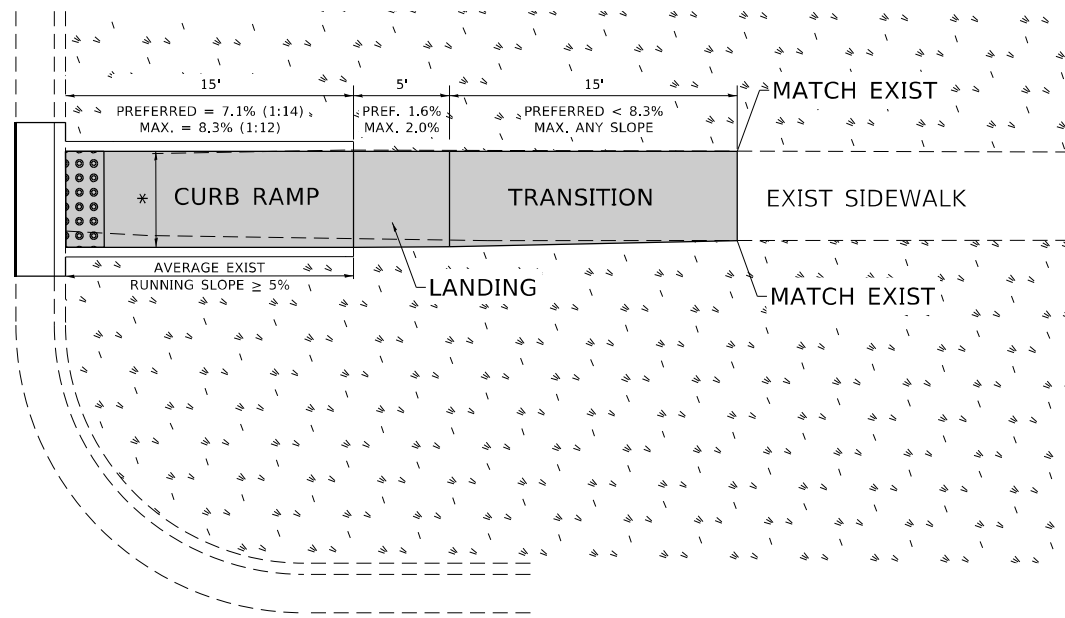 15'
5'
15'
PREFERRED = 7.1% (1:14)
MAX. = 8.3% (1:12)
PREF. 1.6%
MAX. 2.0%
PREFERRED < 8.3%
MAX. ANY SLOPE
MATCH EXIST
*
CURB RAMP
TRANSITION
EXIST SIDEWALK
AVERAGE EXIST
RUNNING SLOPE ≥ 5%
LANDING
MATCH EXIST